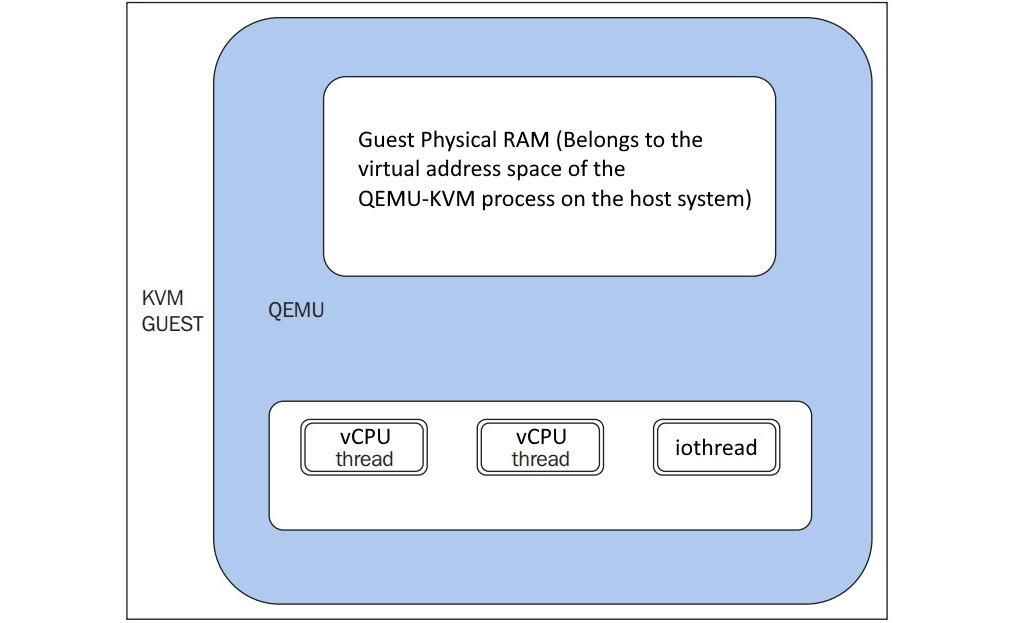 Guest Physical RAM (Belongs to the
virtual address space of the
QEMU-KVM process on the host system)
KVM
GUEST
QEMU
vCPU
thread
vCPU
thread
iothread